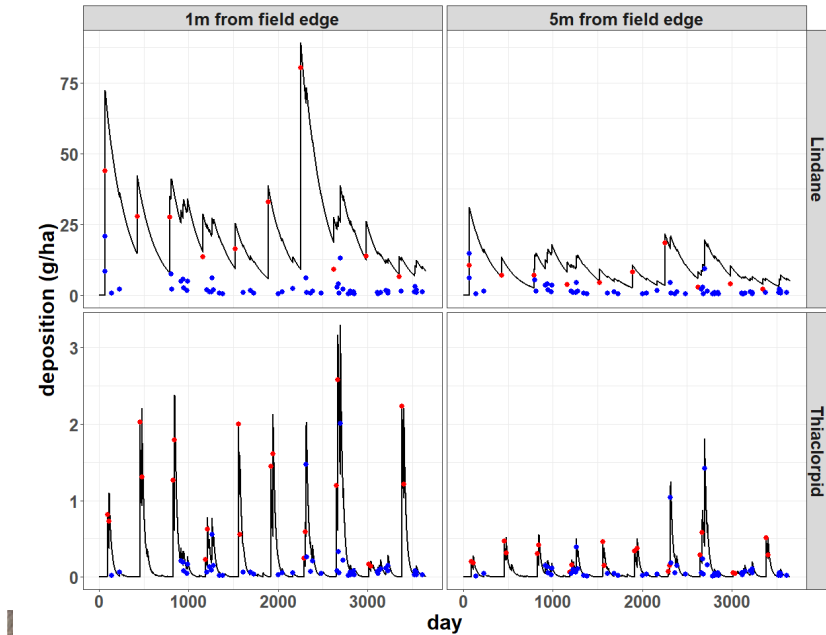 1m from field edge 5m from field edge
Lindane
75
50
25
0
deposition (g/ha)
Thiaclorpid
3
2
1
0
0 1000 2000 3000 0 1000 2000 3000
day